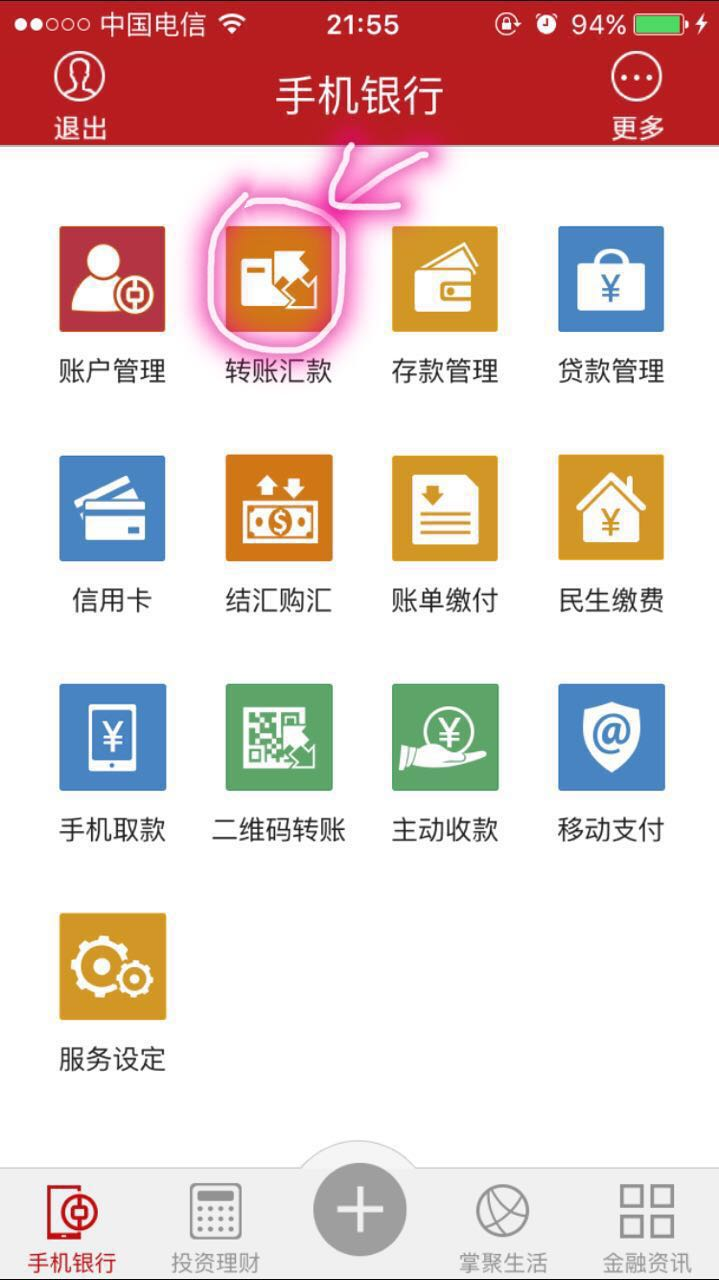 中国电信 21:55 94%
手机银行
退出 更多
账户管理 转账汇款 存款管理 贷款管理
信用卡 结汇购汇 账单缴付 民生缴费
手机取款 二维码转账 主动收款 移动支付
服务设定
手机银行 投资理财 掌聚生活 金融资讯